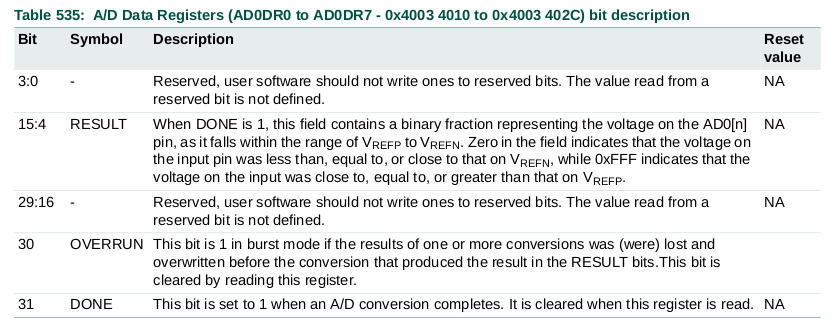 Table 535: A/D Data Registers (AD0DR0 to AD0DR7 - 0x4003 4010 to 0x4003 402C) bit description
Bit Symbol Description Reset value
3:0 - Reserved, user software should not write ones to reserved bits. The value read from a NA
reserved bit is not defined.
15:4 RESULT When DONE is 1, this field contains a binary fraction representing the voltage on the AD0[n] NA
pin, as it falls within the range of VREFP to VREFN. Zero in the field indicates that the voltage on
the input pin was less than, equal to, or close to that on VREFN, while 0xFFF indicates that the
voltage on the input was close to, equal to, or greater than that on VREFP.
29:16 - Reserved, user software should not write ones to reserved bits. The value read from a NA
reserved bit is not defined.
30 OVERRUN This bit is 1 in burst mode if the results of one or more conversions was (were) lost and
overwritten before the conversion that produced the result in the RESULT bits.This bit is
cleared by reading this register.
31 DONE This bit is set to 1 when an A/D conversion completes. It is cleared when this register is read. NA